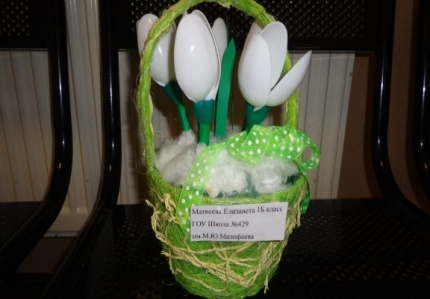 Матвеева Елизавета 1Б класс
ГОУ Школа №429
им.М.Ю.Малофеева